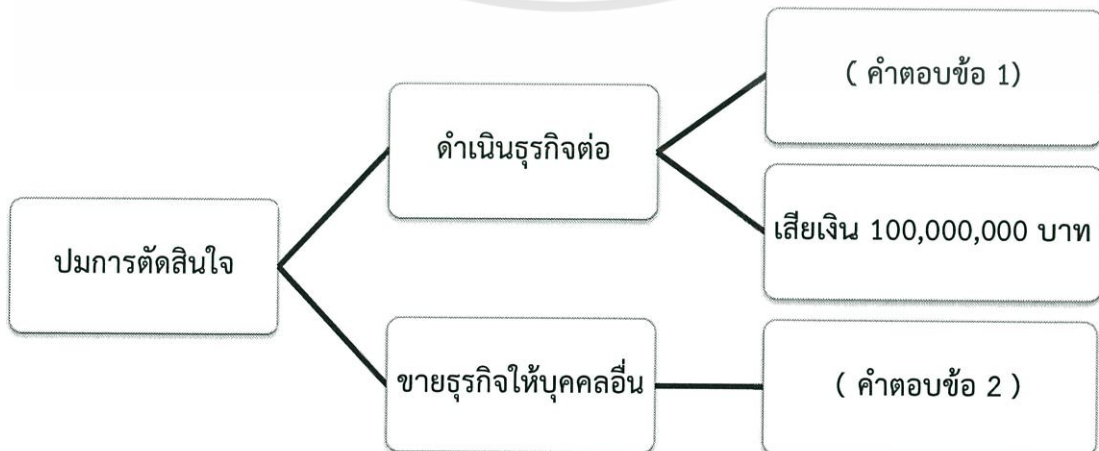 ( คำตอบข้อ 1)
ดำเนินธุรกิจต่อ
เสียเงิน 100,000,000 บาท
ปมการตัดสินใจ
ขายธุรกิจให้บุคคลอื่น
( คำตอบข้อ 2 )